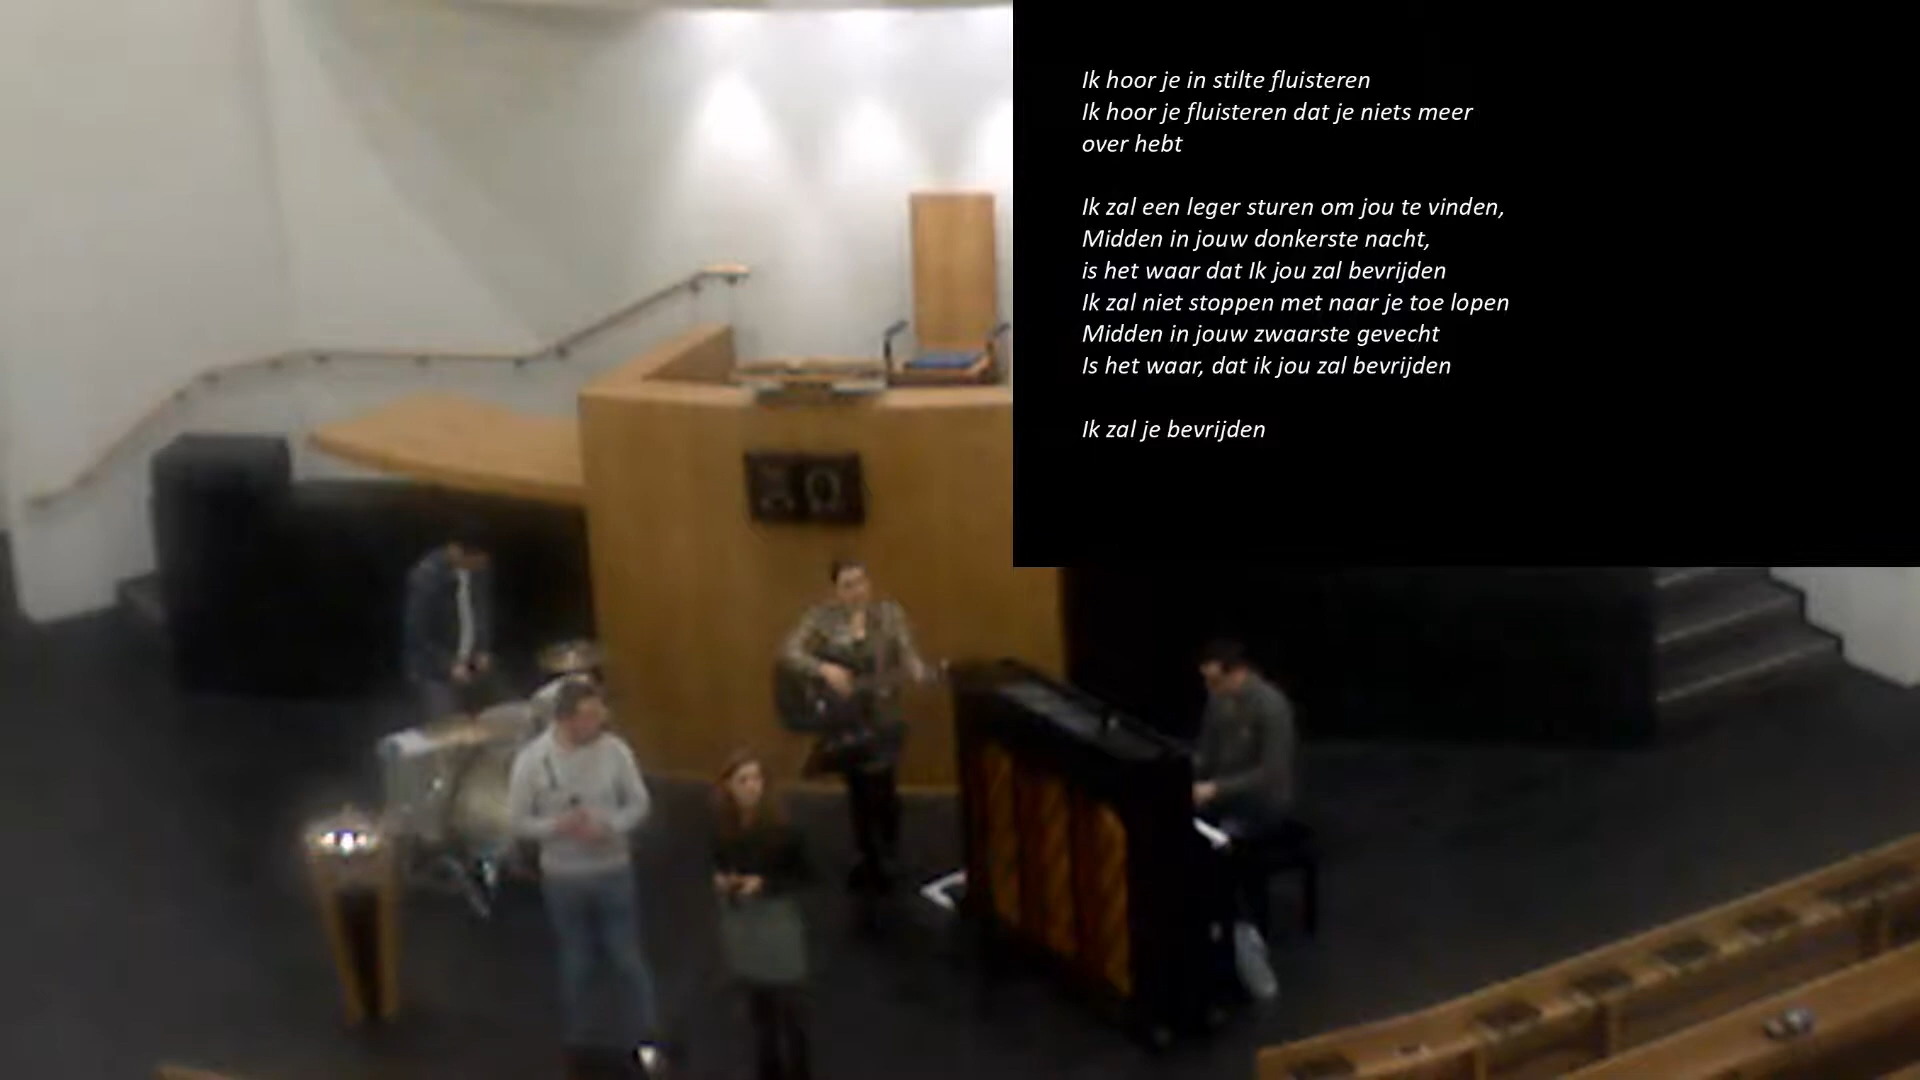 Ik hoor je in stilte fluisteren
Ik hoor je fluisteren dat je niets meer
over hebt
Ik zal een leger sturen om jou te vinden,
Midden in jouw donkerste nacht,
is het waar dat Ik jou zal bevrijden
Ik zal niet stoppen met naar je toe lopen
Midden in jouw zwaarste gevecht
Is het waar, dat ik jou zal bevrijden
Ik zal je bevrijden